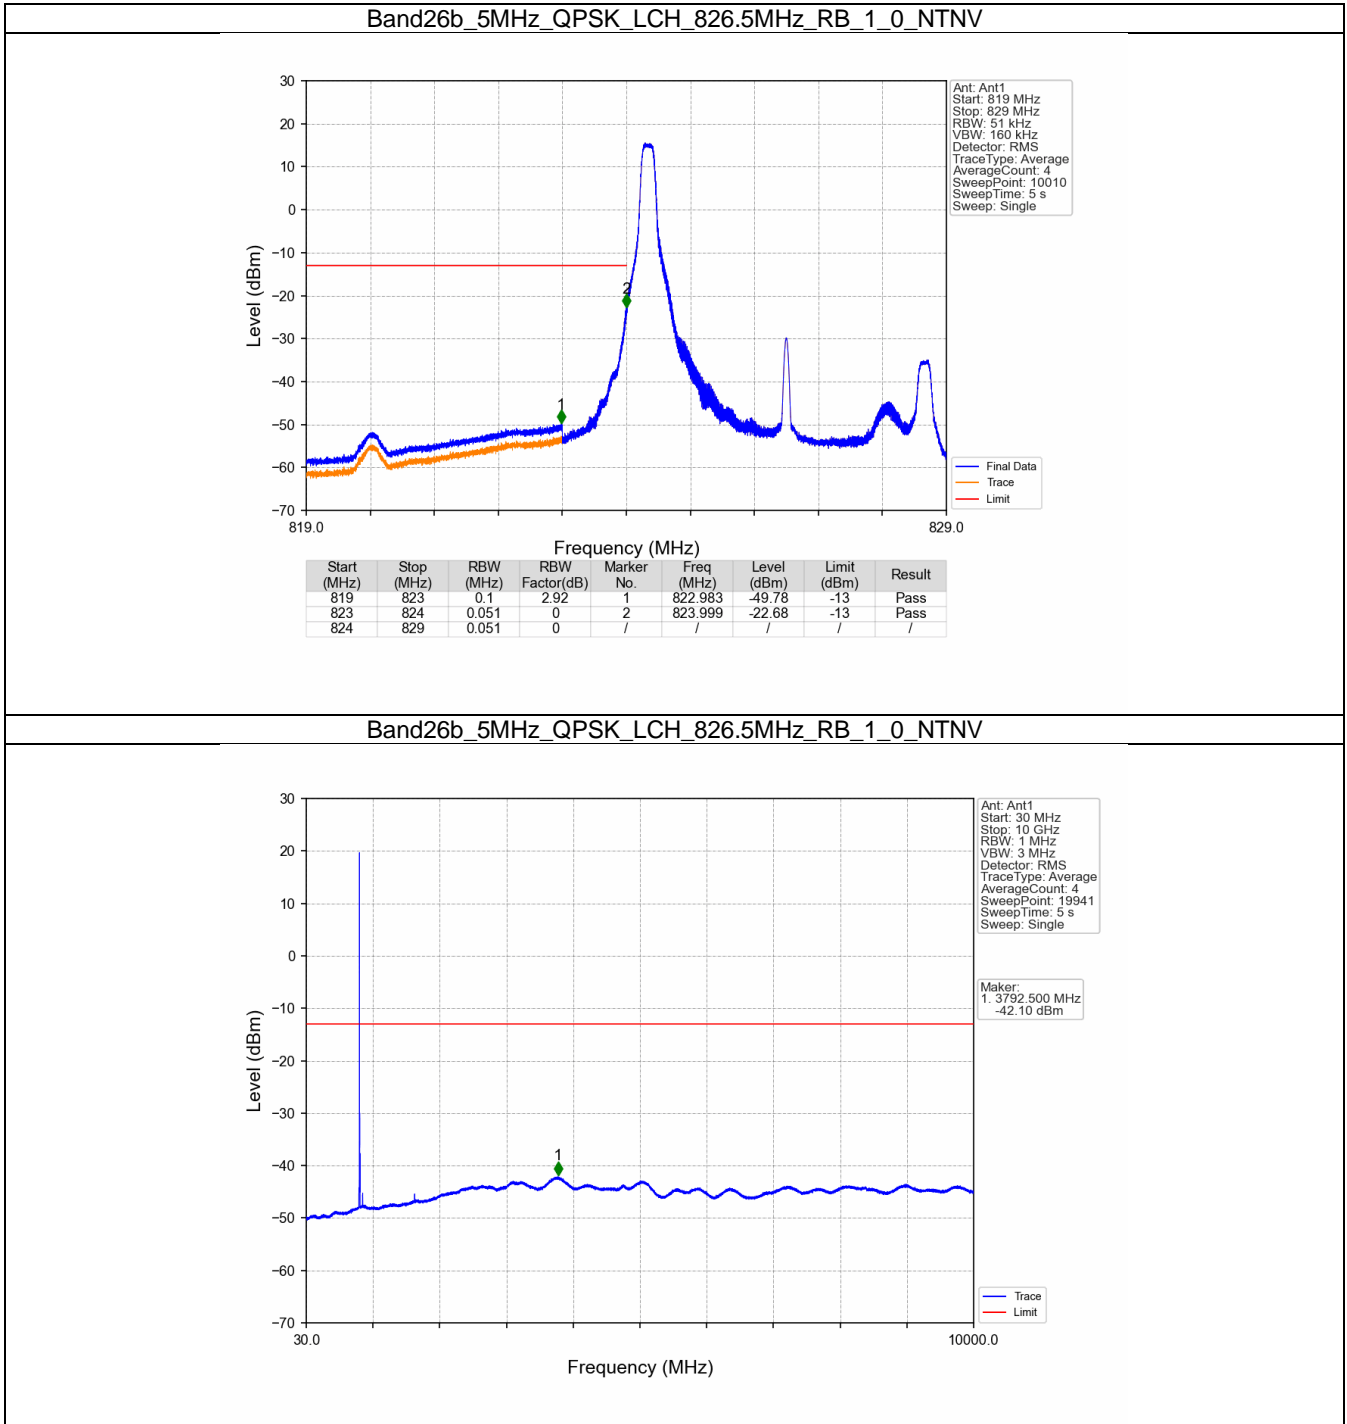 Band26b_5MHz_QPSK_LCH_826.5MHz_RB_1_0_NTNV
30
20
10
0
−10
−20
−30
−40
−50
−60
−70
Level (dBm)
1
2
819.0
829.0
Frequency (MHz)
Ant: Ant1
Start: 819 MHz
Stop: 829 MHz
RBW: 51 kHz
VBW: 160 kHz
Detector: RMS
TraceType: Average
AverageCount: 4
SweepPoint: 10010
SweepTime: 5 s
Sweep: Single
Final Data
Trace
Limit
Start (MHz) Stop (MHz) RBW (MHz) RBW Factor(dB) Marker No. Freq (MHz) Level (dBm) Limit (dBm) Result
819 823 0.1 2.92 1 822.983 -49.78 -13 Pass
823 824 0.051 0 2 823.999 -22.68 -13 Pass
824 829 0.051 0 / / / / /
Band26b_5MHz_QPSK_LCH_826.5MHz_RB_1_0_NTNV
30
20
10
0
−10
−20
−30
−40
−50
−60
−70
Level (dBm)
1
30.0
10000.0
Frequency (MHz)
Ant: Ant1
Start: 30 MHz
Stop: 10 GHz
RBW: 1 MHz
VBW: 3 MHz
Detector: RMS
TraceType: Average
AverageCount: 4
SweepPoint: 19941
SweepTime: 5 s
Sweep: Single
Maker:
1. 3792.500 MHz
-42.10 dBm
Trace
Limit